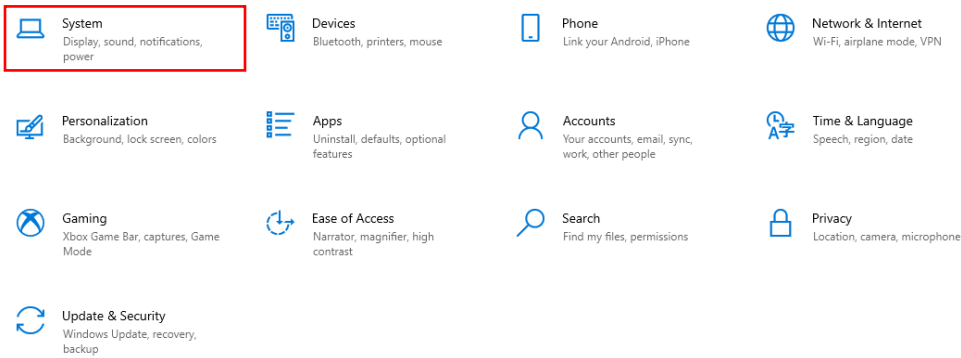 System
Display, sound, notifications,
power
Devices
Bluetooth, printers, mouse
Phone
Link your Android, iPhone
Network & Internet
Wi-Fi, airplane mode, VPN
Personalization
Background, lock screen, colors
Apps
Uninstall, defaults, optional
features
Accounts
Your accounts, email, sync,
work, other people
Time & Language
Speech, region, date
Gaming
Xbox Game Bar, captures, Game
Mode
Ease of Access
Narrator, magnifier, high
contrast
Search
Find my files, permissions
Privacy
Location, camera, microphone
Update & Security
Windows Update, recovery,
backup